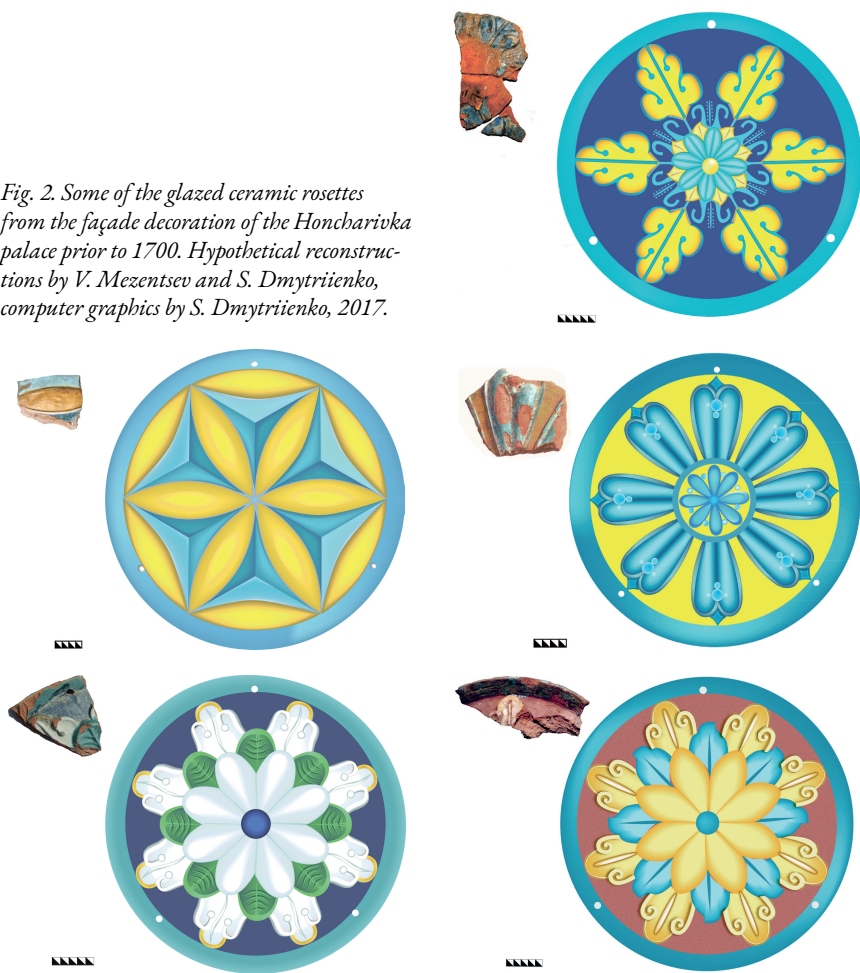 Fig. 2. Some of the glazed ceramic rosettes
from the façade decoration of the Honcharivka
palace prior to 1700. Hypothetical reconstruc-
tions by V. Mezentsev and S. Dmytriienko,
computer graphics by S. Dmytriienko, 2017.